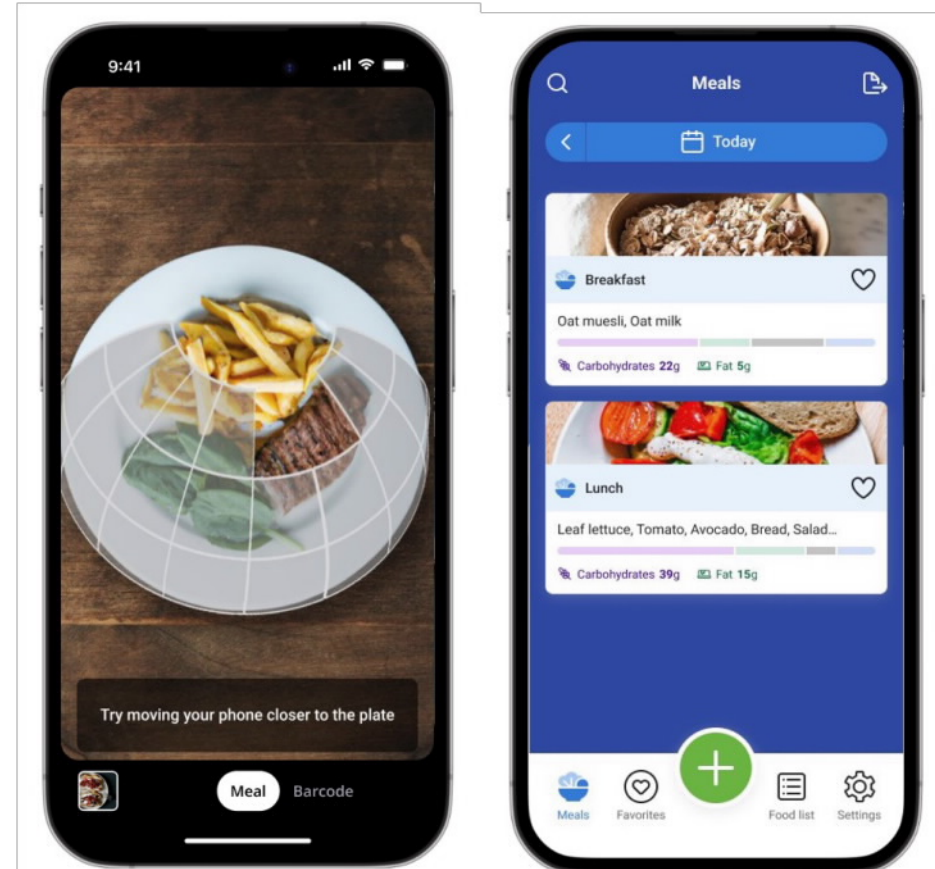 9:41
Try moving your phone closer to the plate
Meal Barcode
Meals
Today
Breakfast
Oat muesli, Oat milk
Carbohydrates 22g Fat 5g
Lunch
Leaf lettuce, Tomato, Avocado, Bread, Salad...
Carbohydrates 39g Fat 15g
Meals Favorites Food list Settings